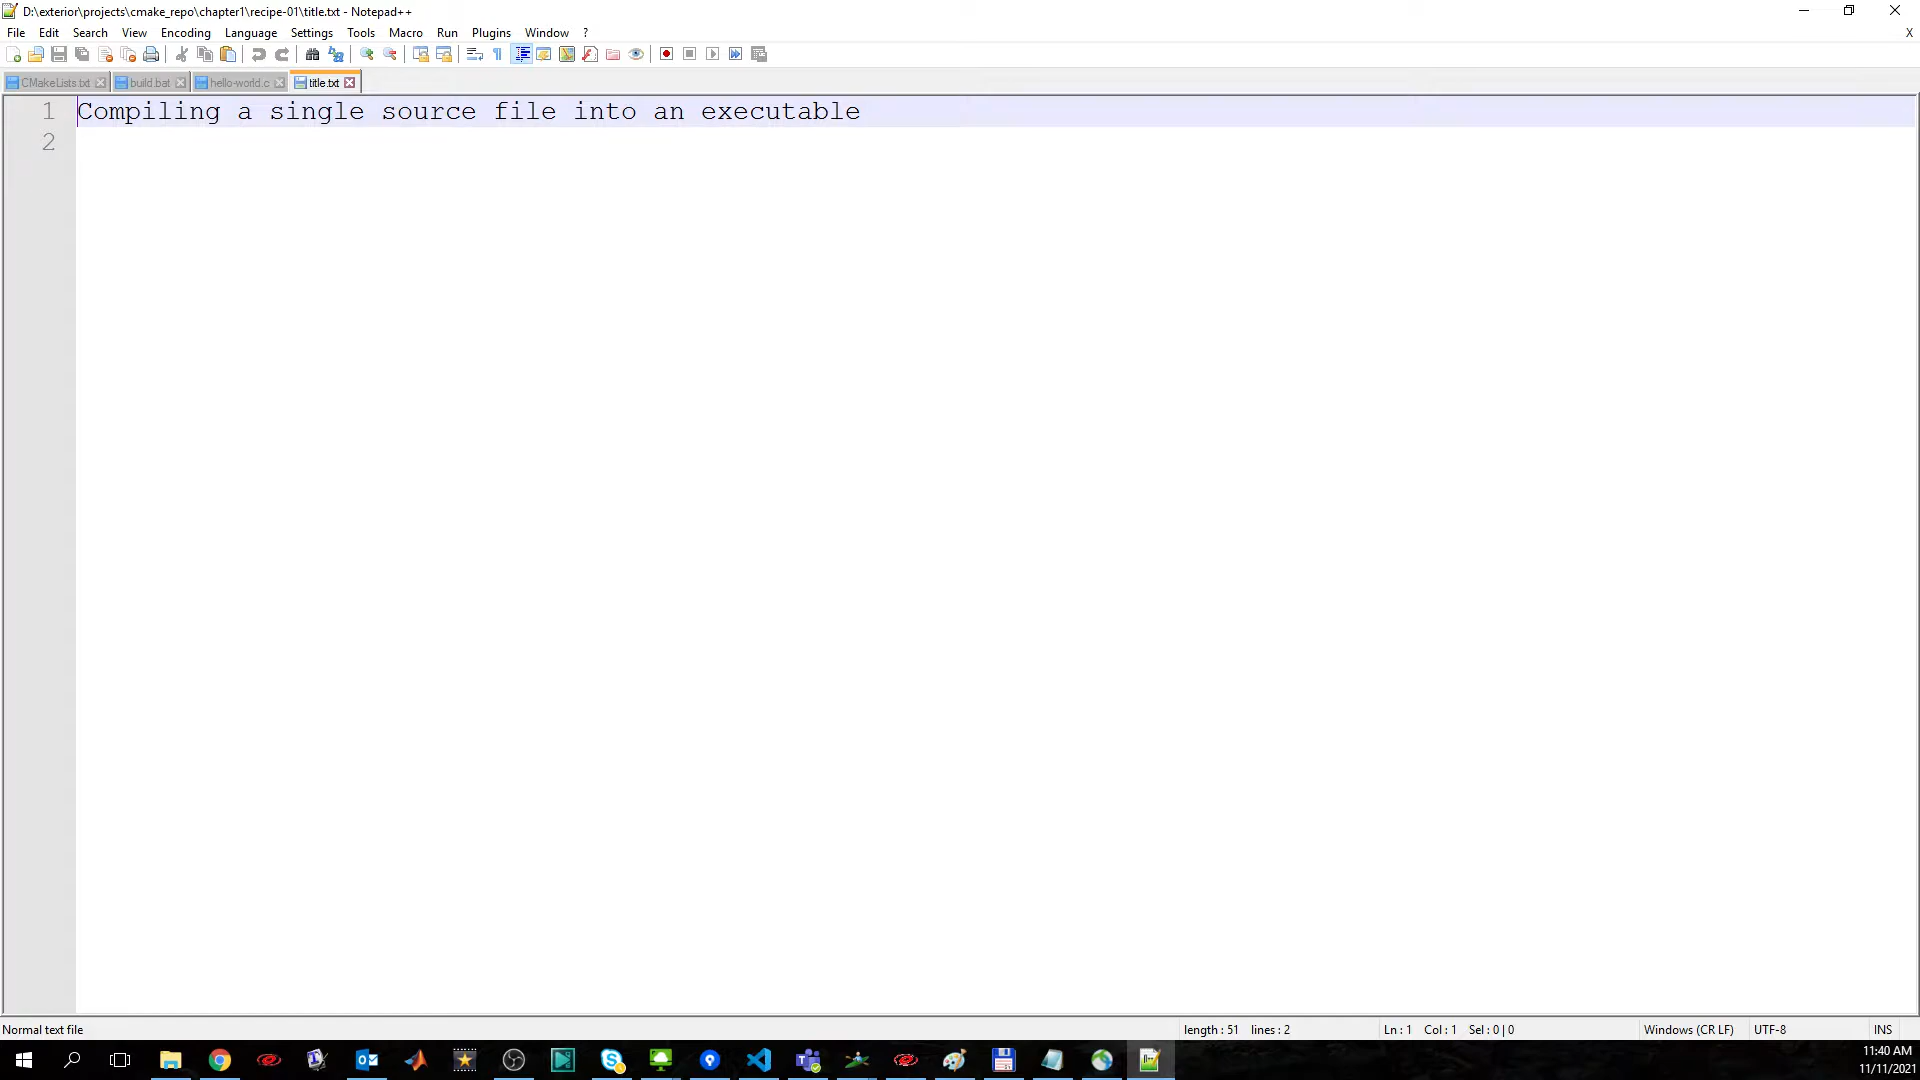 D:\exterior\projects\cmake_repo\chapter1\recipe-01\title.txt - Notepad++
File Edit Search View Encoding Language Settings Tools Macro Run Plugins Window ? X
CMakeLists.txt build.bat hello-world.c title.txt
1 Compiling a single source file into an executable
2
Normal text file length : 51 lines : 2 Ln : 1 Col : 1 Sel : 0 | 0 Windows (CR LF) UTF-8 INS
11:40 AM
11/11/2021